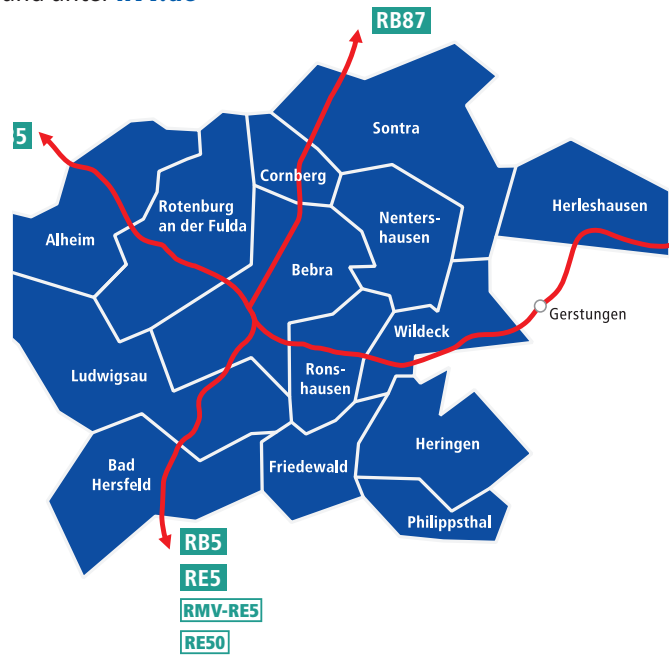 RB87
Sontra
Cornberg
Herleshausen
Rotenburg
an der Fulda
Nenters-
hausen
Alheim
Bebra
Gerstungen
Wildeck
Rons-
hausen
Ludwigsau
Heringen
Bad
Hersfeld
Friedewald
Philippsthal
RB5
RE5
RMV-RE5
RE50